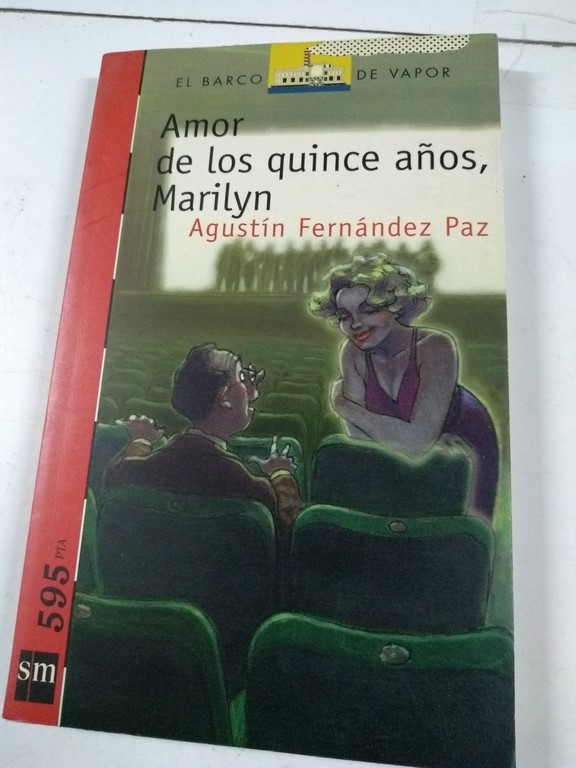 EL BARCO DE VAPOR
Amor
de los quince años,
Marilyn
Agustín Fernández Paz
595 PTA
sm